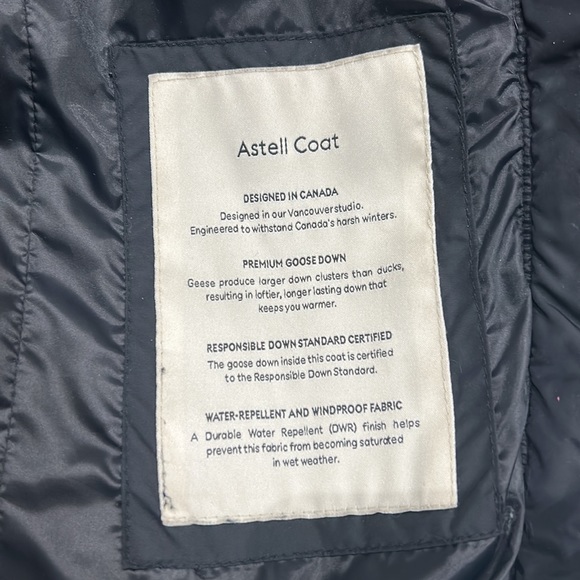 Astell Coat
DESIGNED IN CANADA
Designed in our Vancouver studio.
Engineered to withstand Canada's harsh winters.
PREMIUM GOOSE DOWN
Geese produce larger down clusters than ducks,
resulting in loftier, longer lasting down that
keeps you warmer.
RESPONSIBLE DOWN STANDARD CERTIFIED
The goose down inside this coat is certified
to the Responsible Down Standard.
WATER-REPELLENT AND WINDPROOF FABRIC
A Durable Water Repellent (DWR) finish helps
prevent this fabric from becoming saturated
in wet weather.